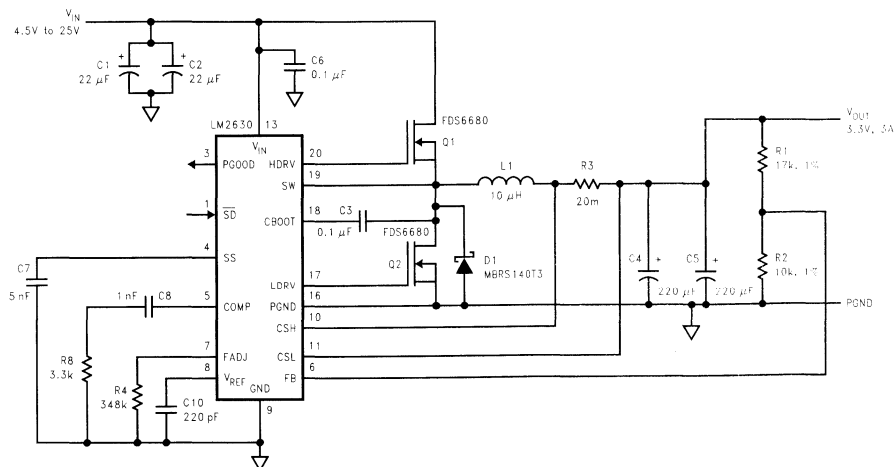 VIN
4.5V to 25V
C1
22 µF
+
C2
22 µF
+
C6
0.1 µF
LM2630
13
VIN
FDS6680
Q1
VOUT
3.3V, 3A
3
PGOOD
HDRV
20
SW
19
L1
10 µH
R3
20m
R1
17k, 1%
1
SD
CBOOT
18
C3
0.1 µF
FDS6680
4
SS
C7
5 nF
Q2
D1
MBRS140T3
C4
+
220 µF
C5
+
220 µF
R2
10k, 1%
LDRV
17
1 nF
C8
5
COMP
PGND
16
PGND
CSH
10
R8
3.3k
7
FADJ
CSL
11
R4
348k
8
VREF
FB
6
GND
9
C10
220 pF